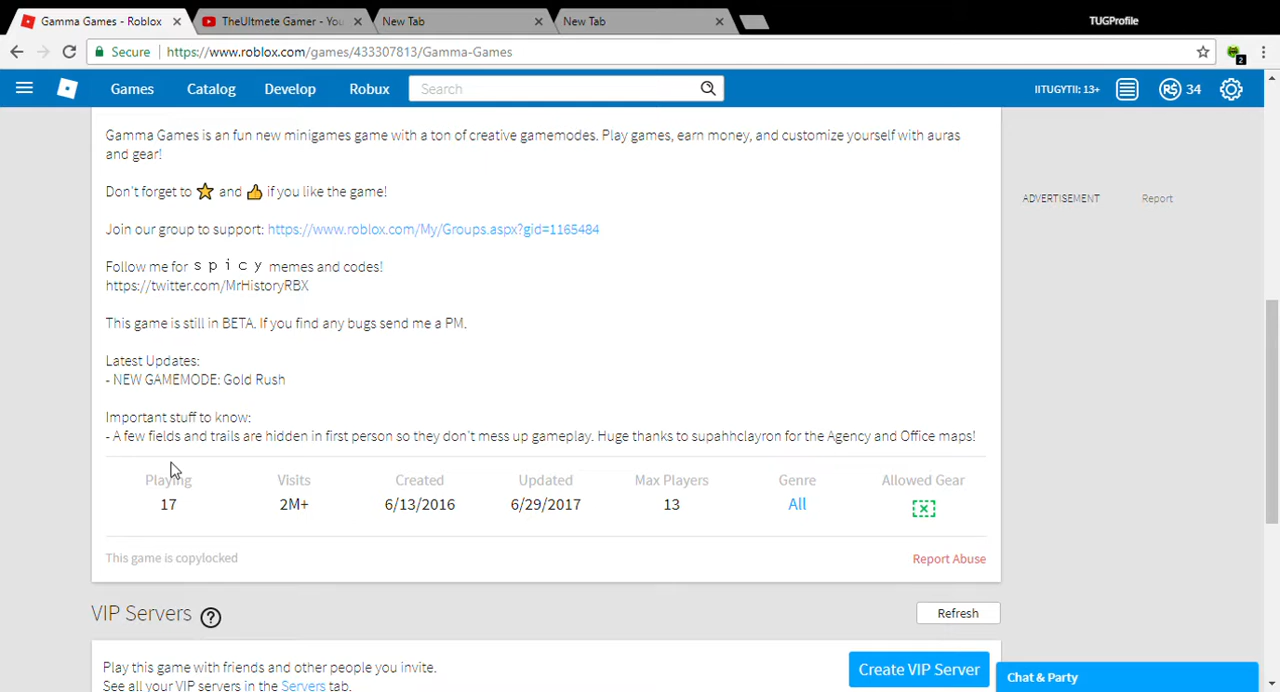 Gamma Games - Roblox
TheUltmete Gamer - You
New Tab
New Tab
TUGProfile
Secure
https://www.roblox.com/games/433307813/Gamma-Games
2
Games
Catalog
Develop
Robux
Search
IITUGYTII: 13+
R$ 34
Gamma Games is an fun new minigames game with a ton of creative gamemodes. Play games, earn money, and customize yourself with auras
and gear!
Don't forget to ⭐ and 👍 if you like the game!
Join our group to support: https://www.roblox.com/My/Groups.aspx?gid=1165484
Follow me for s p i c y memes and codes!
https://twitter.com/MrHistoryRBX
This game is still in BETA. If you find any bugs send me a PM.
Latest Updates:
- NEW GAMEMODE: Gold Rush
Important stuff to know:
- A few fields and trails are hidden in first person so they don't mess up gameplay. Huge thanks to supahhclayron for the Agency and Office maps!
ADVERTISEMENT
Report
Playing
Visits
Created
Updated
Max Players
Genre
Allowed Gear
17
2M+
6/13/2016
6/29/2017
13
All
This game is copylocked
Report Abuse
VIP Servers ?
Refresh
Play this game with friends and other people you invite.
See all your VIP servers in the Servers tab.
Create VIP Server
Chat & Party